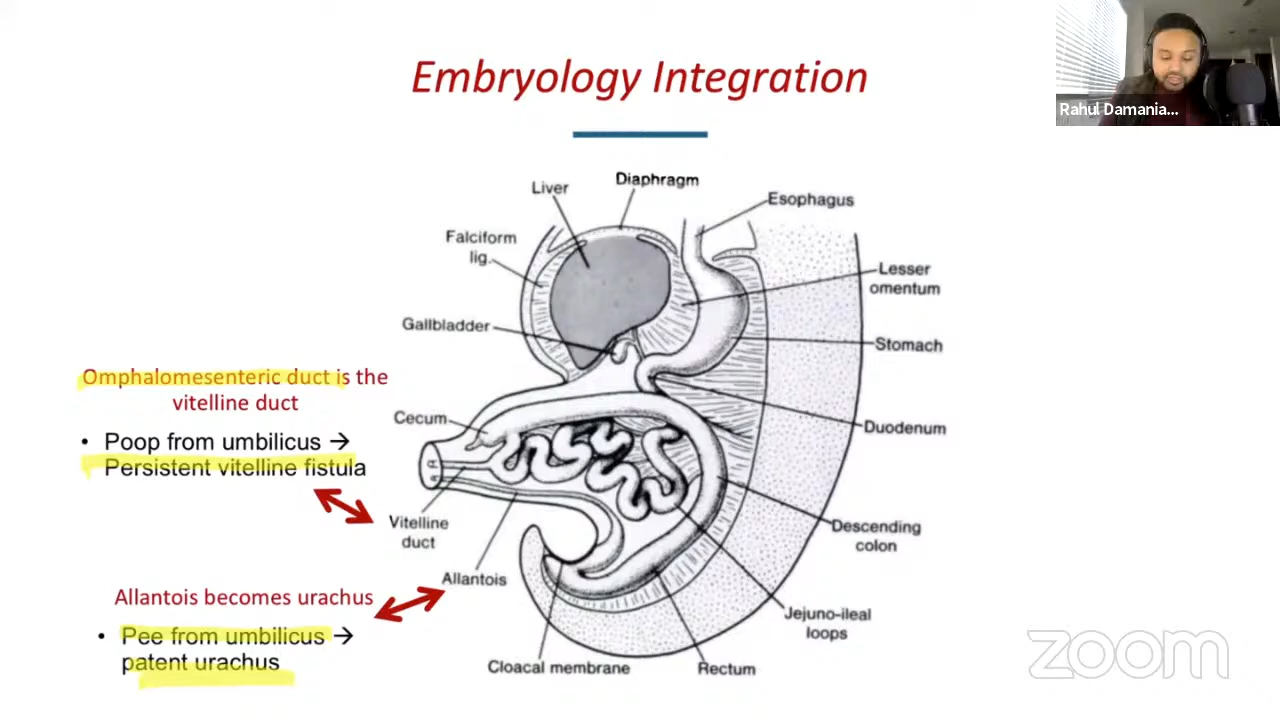 Embryology Integration
Rahul Damania...
Liver
Diaphragm
Esophagus
Falciform
lig.
Lesser
omentum
Gallbladder
Stomach
Omphalomesenteric duct is the
vitelline duct
• Poop from umbilicus →
Persistent vitelline fistula
Cecum
Duodenum
Vitelline
duct
Descending
colon
Allantois
Allantois becomes urachus
• Pee from umbilicus →
patent urachus
Jejuno-ileal
loops
Cloacal membrane
Rectum
zoom